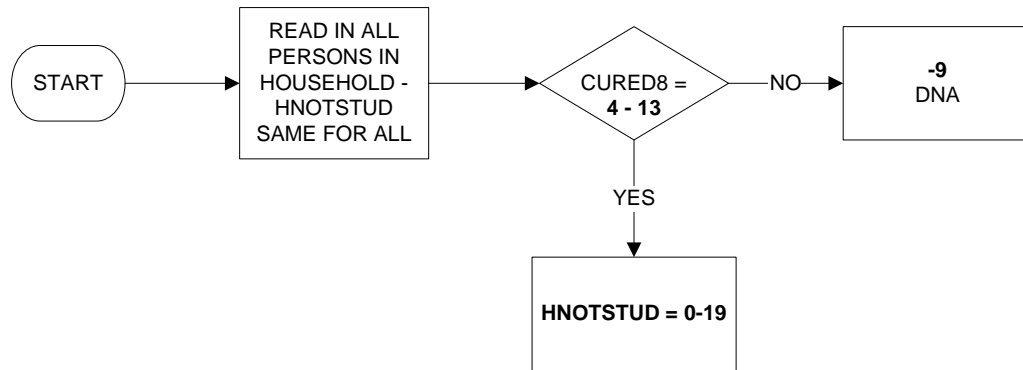 START
READ IN ALL
PERSONS IN
HOUSEHOLD -
HNOTSTUD
SAME FOR ALL
CURED8 =
4 - 13
NO
-9
DNA
YES
HNOTSTUD = 0-19